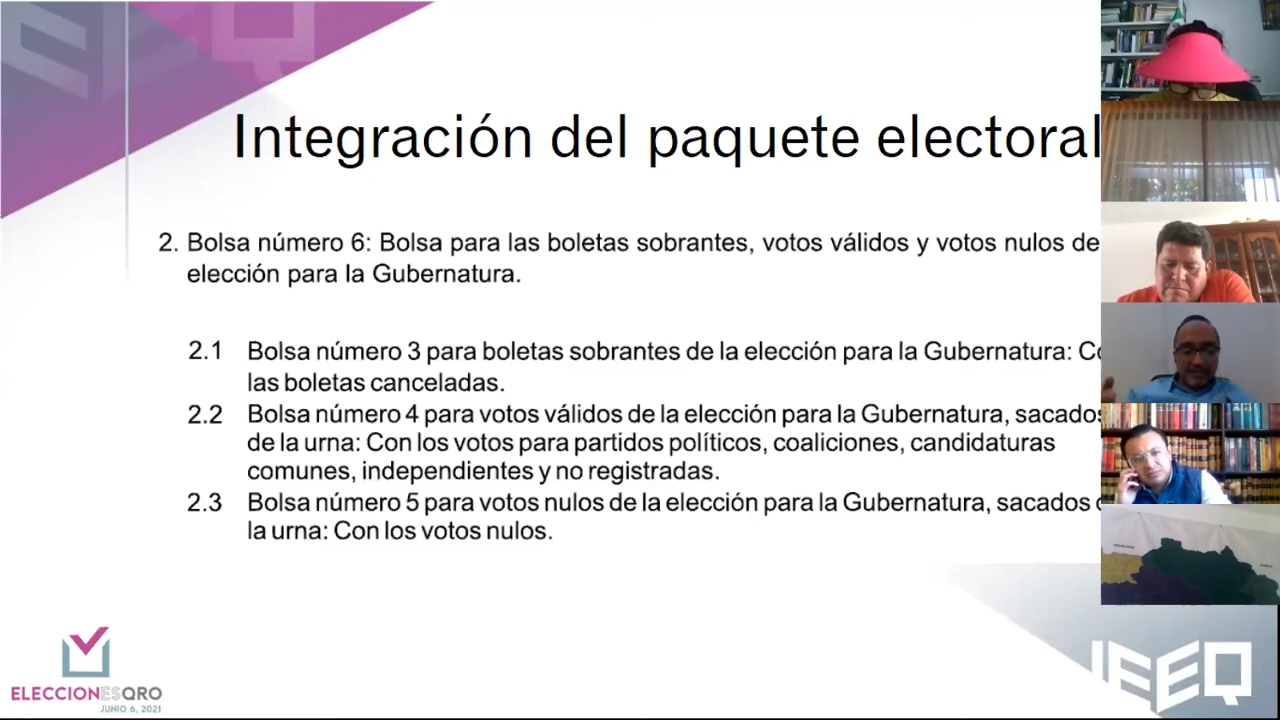 Integración del paquete electoral
2. Bolsa número 6: Bolsa para las boletas sobrantes, votos válidos y votos nulos de
elección para la Gubernatura.
2.1 Bolsa número 3 para boletas sobrantes de la elección para la Gubernatura:
las boletas canceladas.
2.2 Bolsa número 4 para votos válidos de la elección para la Gubernatura, sacados
de la urna: Con los votos para partidos políticos, coaliciones, candidaturas
comunes, independientes y no registradas.
2.3 Bolsa número 5 para votos nulos de la elección para la Gubernatura, sacados
la urna: Con los votos nulos.
ELECCIONESQRO
JUNIO 6, 2021
IEEQ